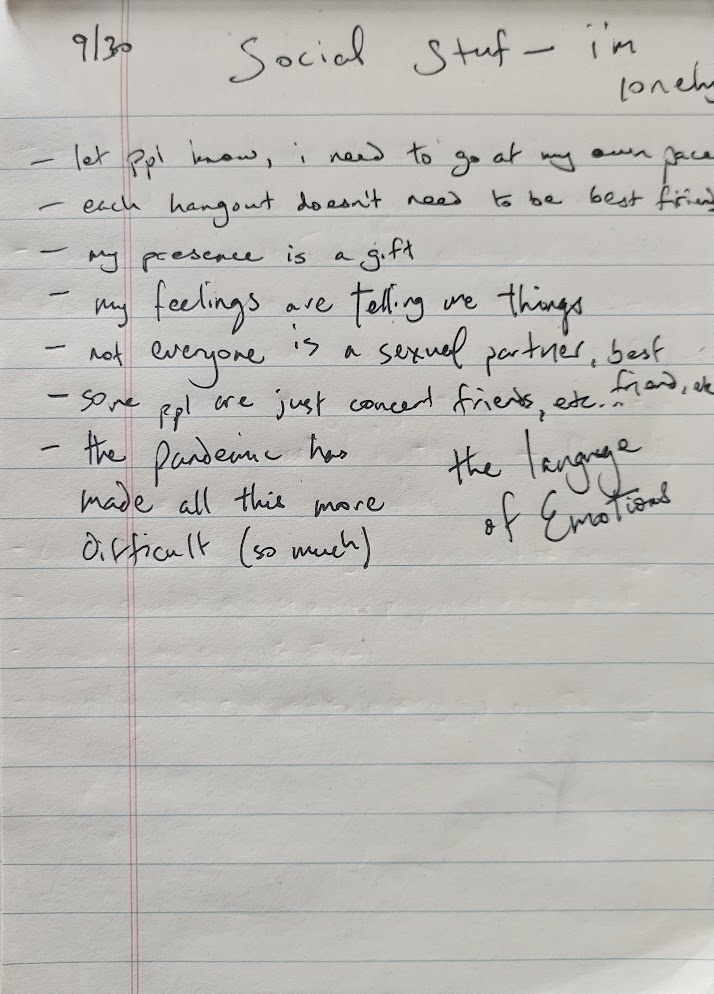 9/30 Social Stuf – i'm
lonely
- let ppl know, i need to go at my own pace
- each hangout doesn't need to be best friend
- my presence is a gift
- my feelings are telling me things
- not everyone is a sexual partner, best
friend, etc
- some ppl are just concert friends, etc...
- the pandemic has
made all this more
difficult (so much)
the language
of Emotions